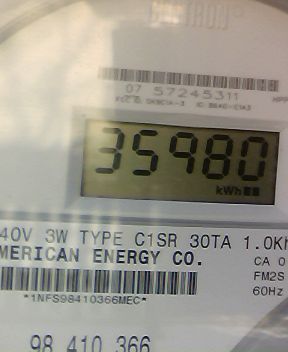 07 57245311
35980
kWh
40V 3W TYPE C1SR 30TA 1.0Kh
MERICAN ENERGY CO.
CA 0
FM2S
*1NFS98410366MEC*
60Hz
98 410 366